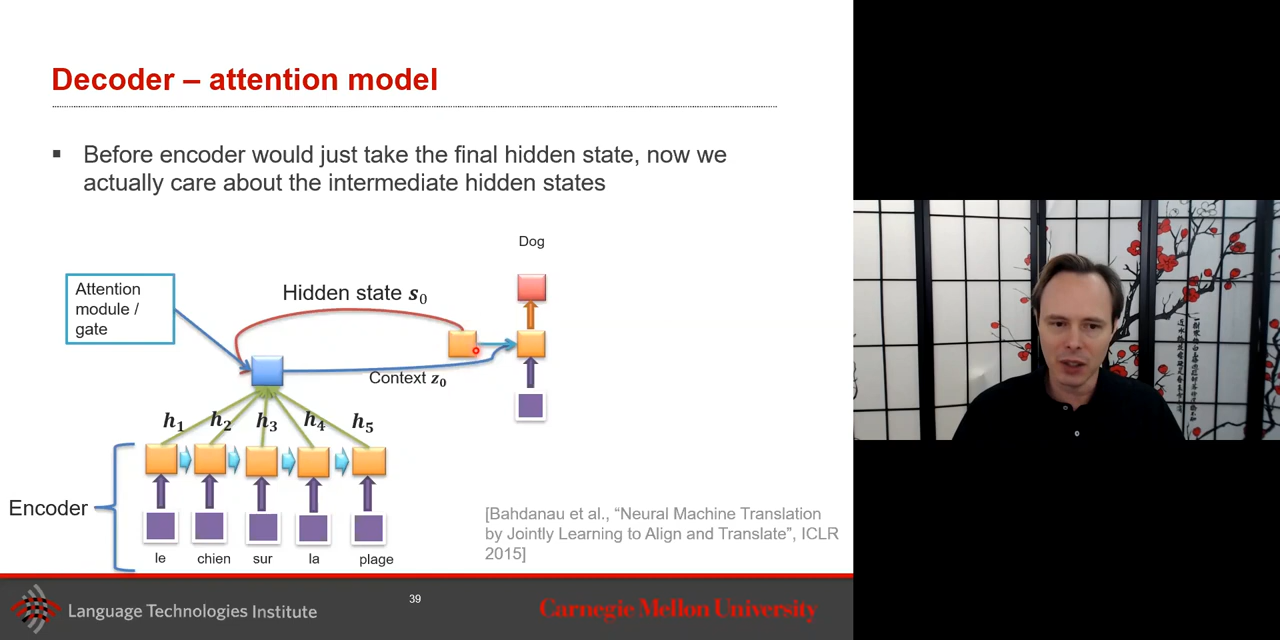 Decoder – attention model
▪ Before encoder would just take the final hidden state, now we
actually care about the intermediate hidden states
Dog
Attention
module /
gate
Hidden state s₀
Context z₀
h₁ h₂ h₃ h₄ h₅
Encoder
le chien sur la plage
[Bahdanau et al., “Neural Machine Translation
by Jointly Learning to Align and Translate”, ICLR
2015]
39
Language Technologies Institute
Carnegie Mellon University